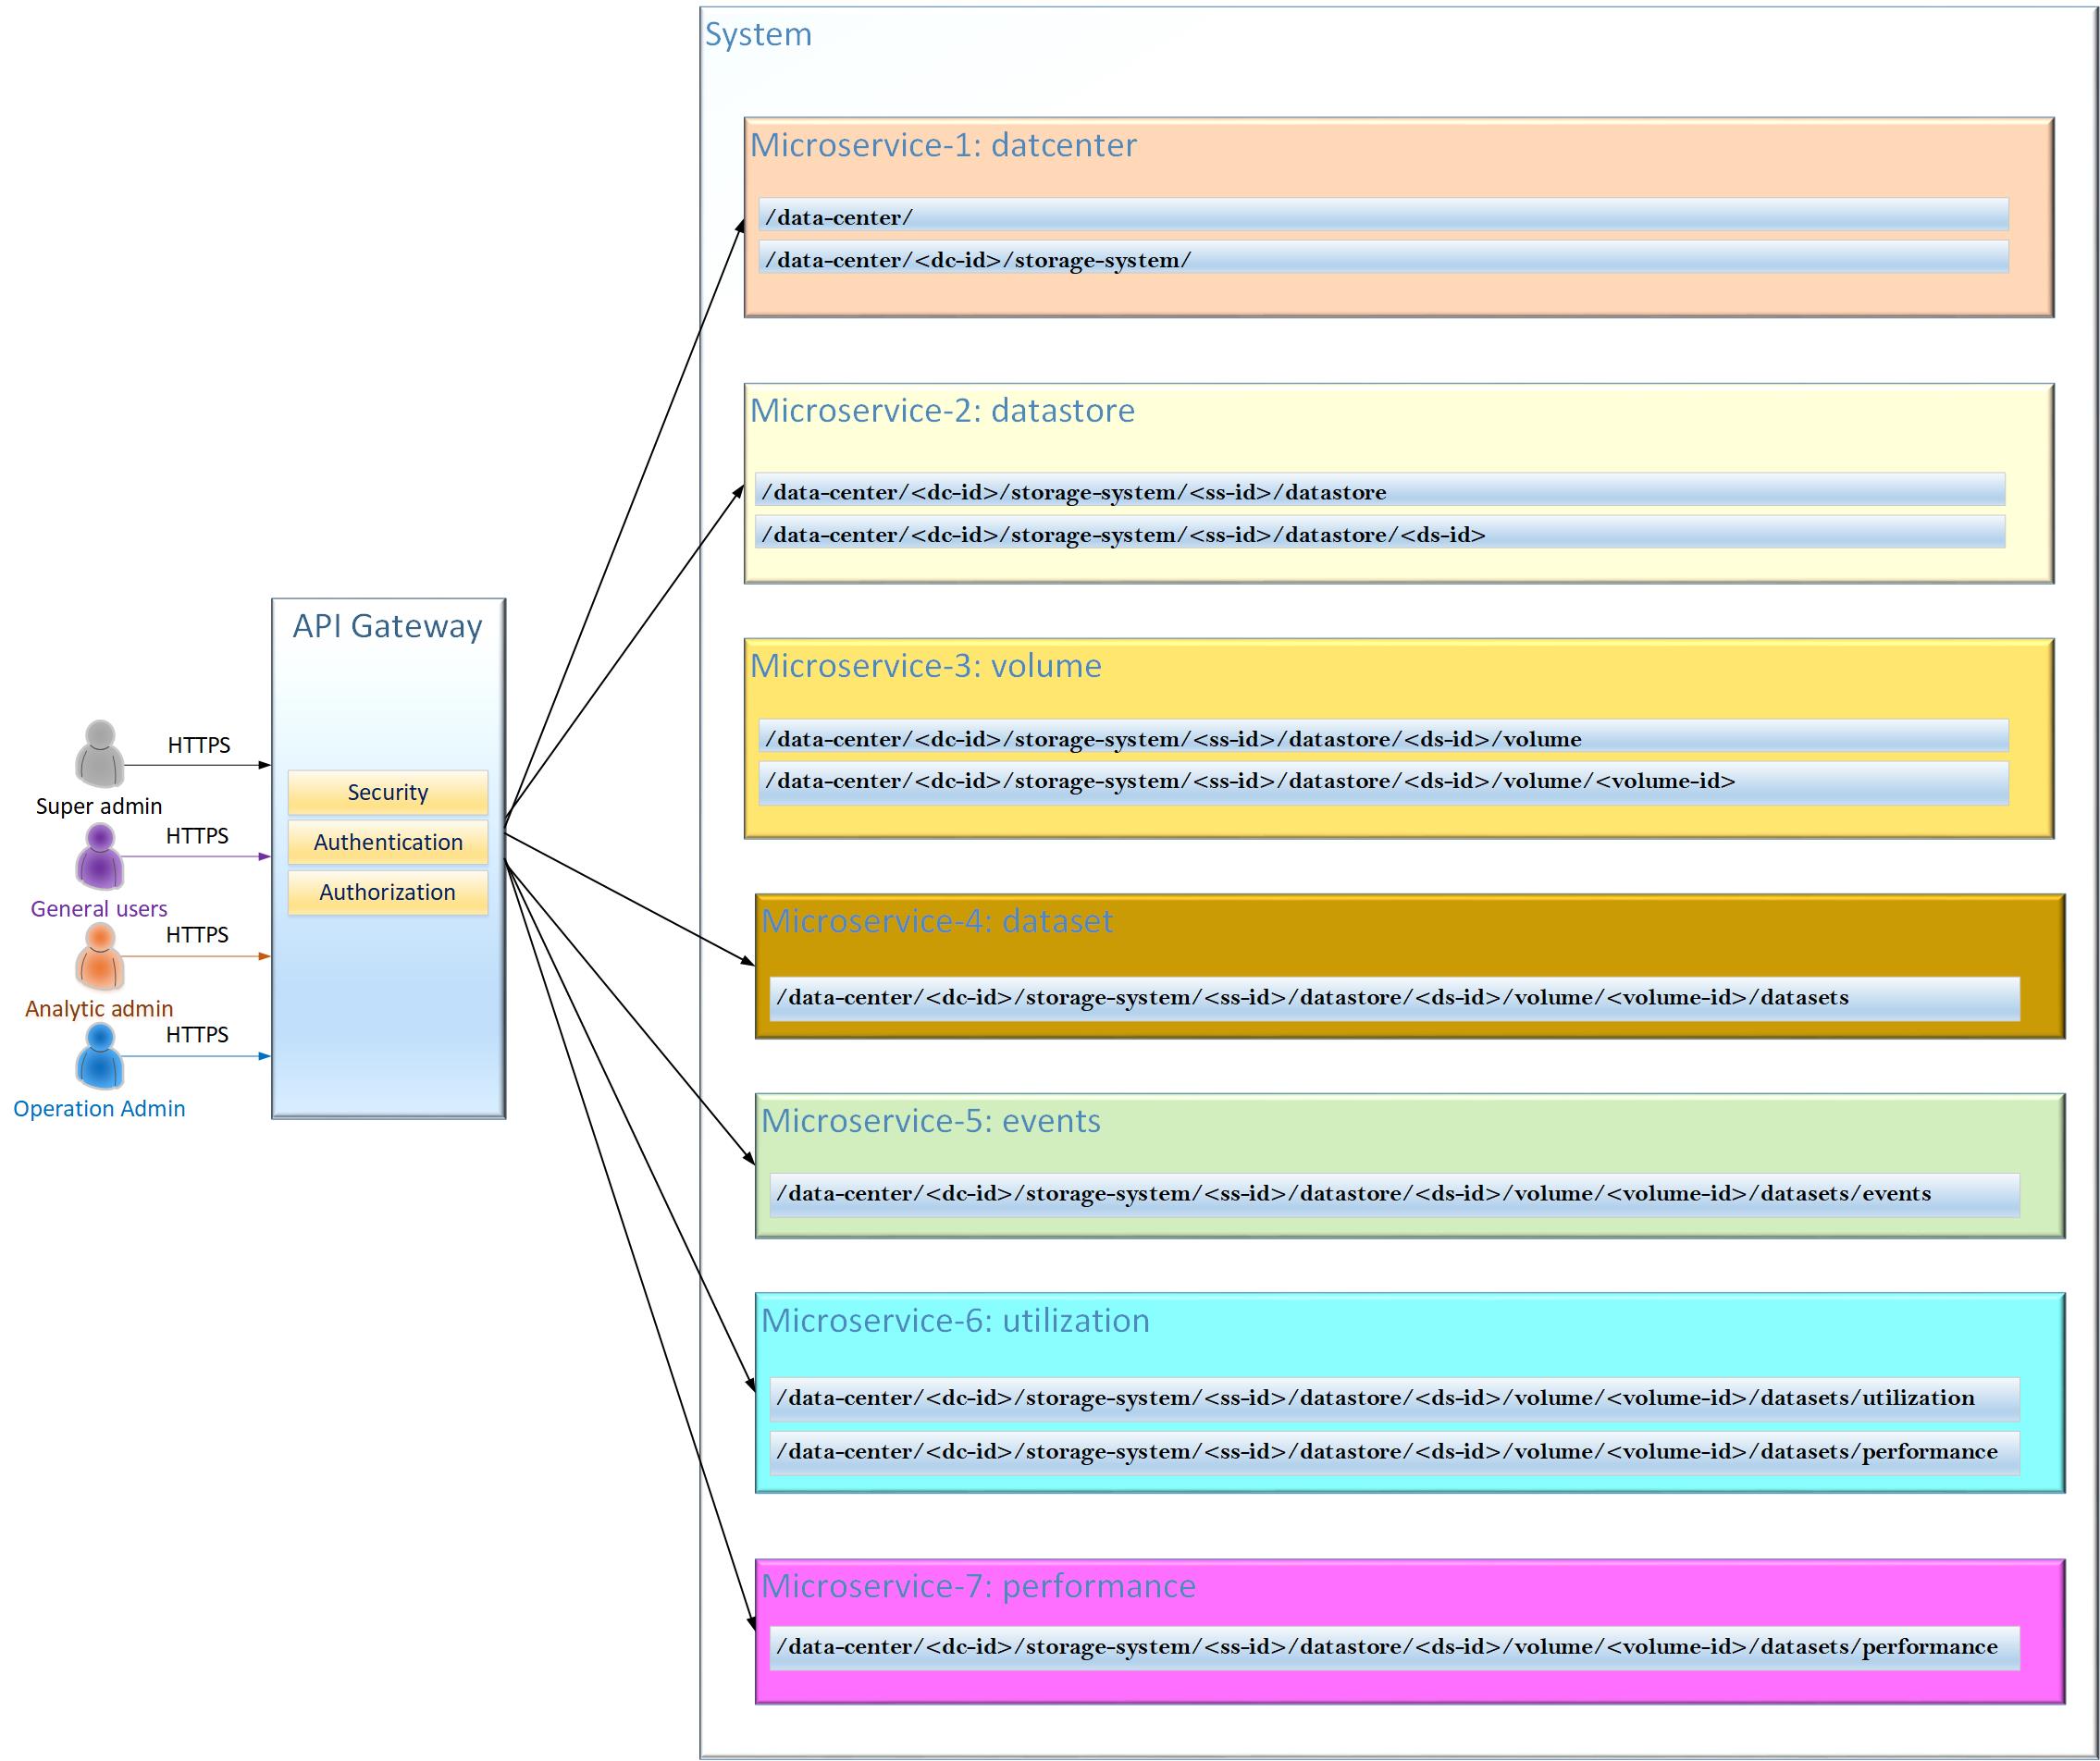 System
Microservice-1: datcenter
/data-center/
/data-center/<dc-id>/storage-system/
Microservice-2: datastore
/data-center/<dc-id>/storage-system/<ss-id>/datastore
/data-center/<dc-id>/storage-system/<ss-id>/datastore/<ds-id>
API Gateway
Microservice-3: volume
/data-center/<dc-id>/storage-system/<ss-id>/datastore/<ds-id>/volume
/data-center/<dc-id>/storage-system/<ss-id>/datastore/<ds-id>/volume/<volume-id>
HTTPS
Super admin
HTTPS
General users
HTTPS
Analytic admin
HTTPS
Operation Admin
Security
Authentication
Authorization
Microservice-4: dataset
/data-center/<dc-id>/storage-system/<ss-id>/datastore/<ds-id>/volume/<volume-id>/datasets
Microservice-5: events
/data-center/<dc-id>/storage-system/<ss-id>/datastore/<ds-id>/volume/<volume-id>/datasets/events
Microservice-6: utilization
/data-center/<dc-id>/storage-system/<ss-id>/datastore/<ds-id>/volume/<volume-id>/datasets/utilization
/data-center/<dc-id>/storage-system/<ss-id>/datastore/<ds-id>/volume/<volume-id>/datasets/performance
Microservice-7: performance
/data-center/<dc-id>/storage-system/<ss-id>/datastore/<ds-id>/volume/<volume-id>/datasets/performance